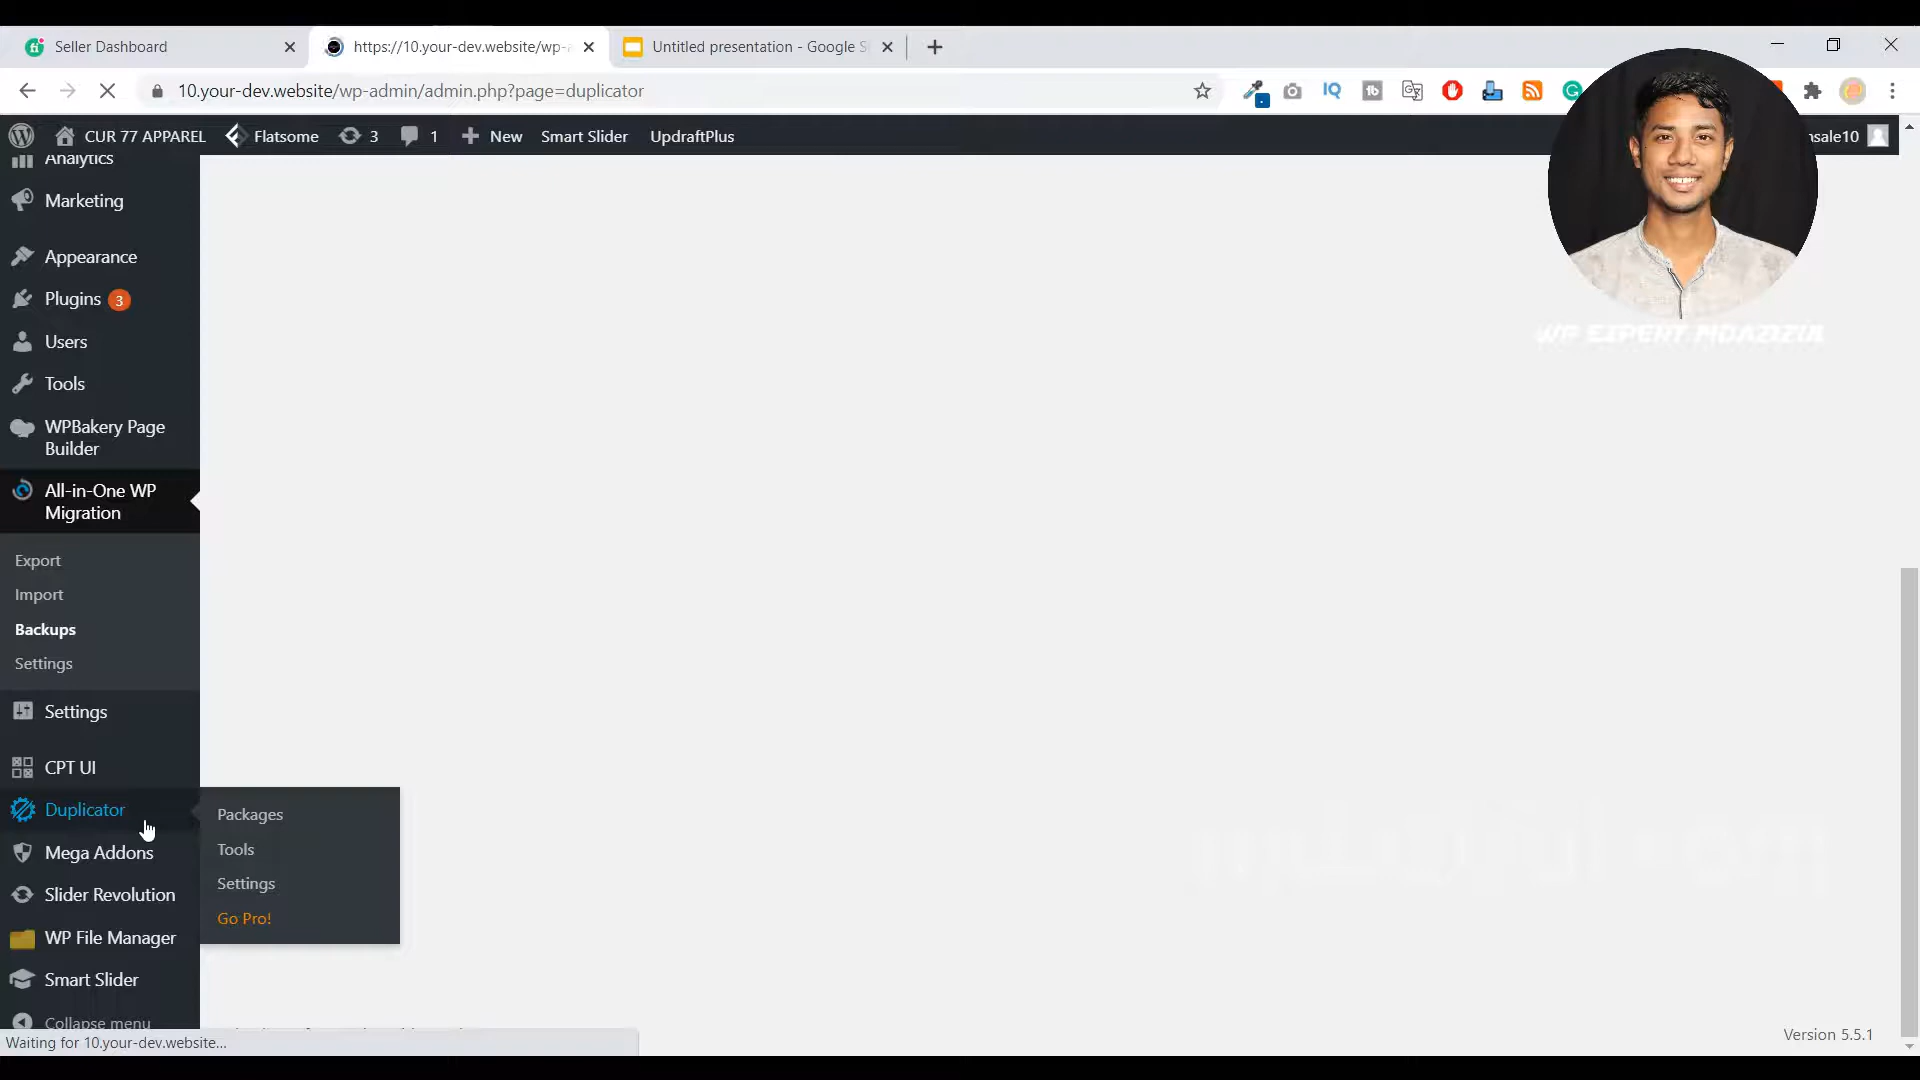 Seller Dashboard
https://10.your-dev.website/wp-
Untitled presentation - Google S
10.your-dev.website/wp-admin/admin.php?page=duplicator
CUR 77 APPAREL
Flatsome
3
1
New
Smart Slider
UpdraftPlus
nsale10
Analytics
Marketing
Appearance
Plugins 3
Users
Tools
WPBakery Page
Builder
All-in-One WP
Migration
Export
Import
Backups
Settings
Settings
CPT UI
Duplicator
Packages
Tools
Settings
Go Pro!
Mega Addons
Slider Revolution
WP File Manager
Smart Slider
Collapse menu
Waiting for 10.your-dev.website...
Version 5.5.1
WP EXPERT MDAZIZUL